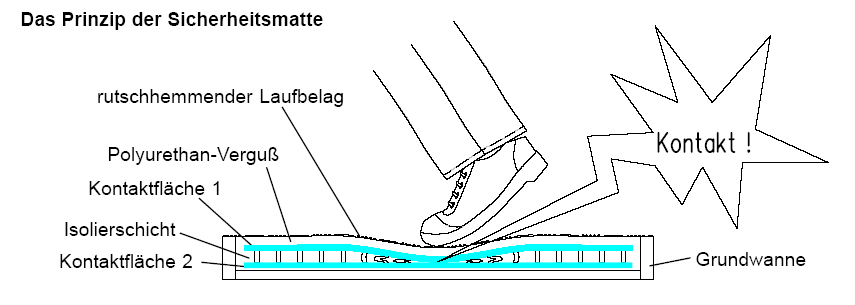 Das Prinzip der Sicherheitsmatte
rutschhemmender Laufbelag
Kontakt !
Polyurethan-Verguß
Kontaktfläche 1
Isolierschicht
Kontaktfläche 2
Grundwanne